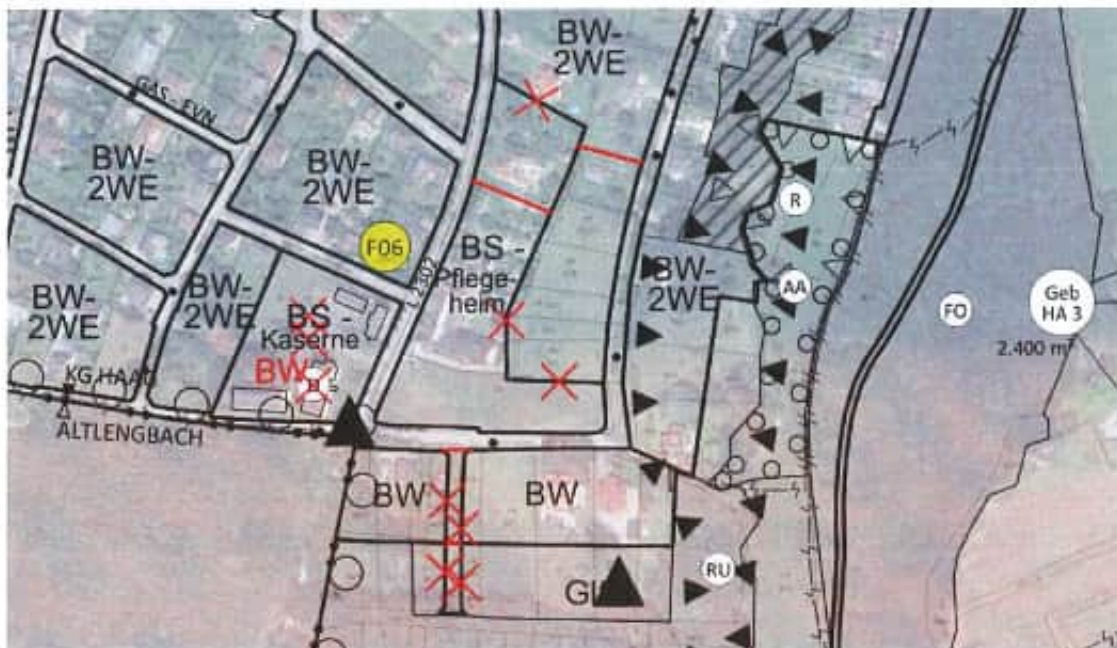 BW-
2WE
GAS - EVN
BW-
2WE
BW-
2WE
F06
BS -
Pflege-
heim
BW-
2WE
R
AA
FO
Geb
HA 3
2.400 m²
BW-
2WE
BW-
2WE
BS -
Kaserne
BW
KG HAAG
ALTLENGBACH
BW
BW
RU